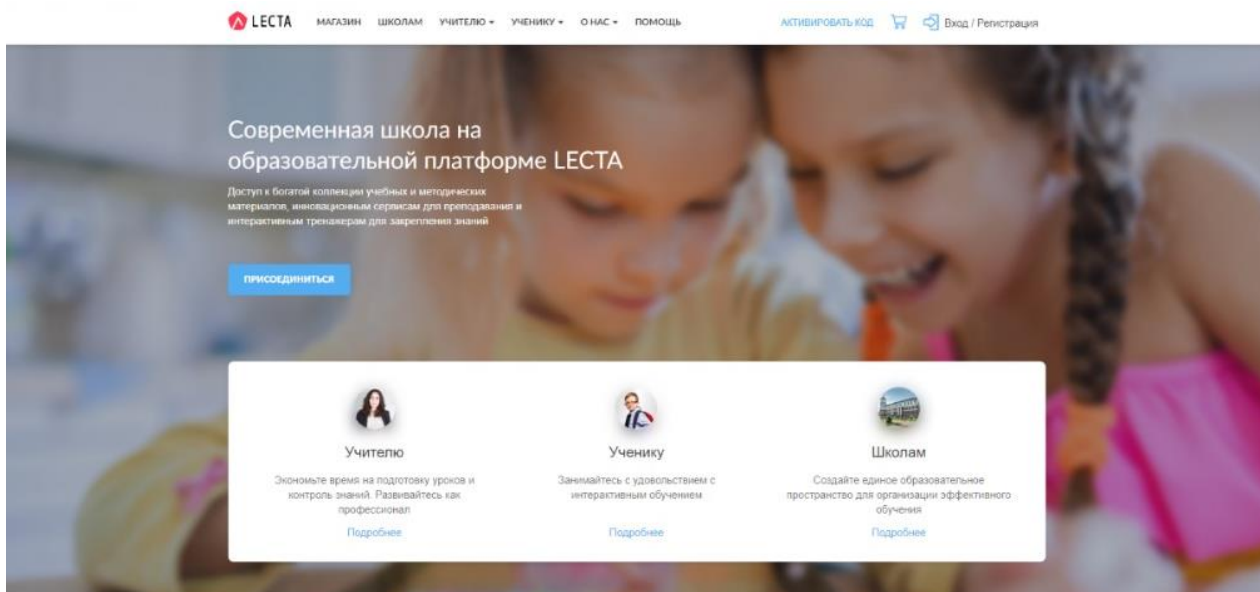 LECTA МАГАЗИН ШКОЛАМ УЧИТЕЛЮ УЧЕНИКУ О НАС ПОМОЩЬ АКТИВИРОВАТЬ КОД Вход / Регистрация
Современная школа на
образовательной платформе LECTA
Доступ к богатой коллекции учебных и методических
материалов, инновационным сервисам для преподавания и
интерактивным тренажерам для закрепления знаний
ПРИСОЕДИНИТЬСЯ
Учителю
Экономьте время на подготовку уроков и
контроль знаний. Развивайтесь как
профессионал
Подробнее
Ученику
Занимайтесь с удовольствием с
интерактивным обучением
Подробнее
Школам
Создайте единое образовательное
пространство для организации эффективного
обучения
Подробнее